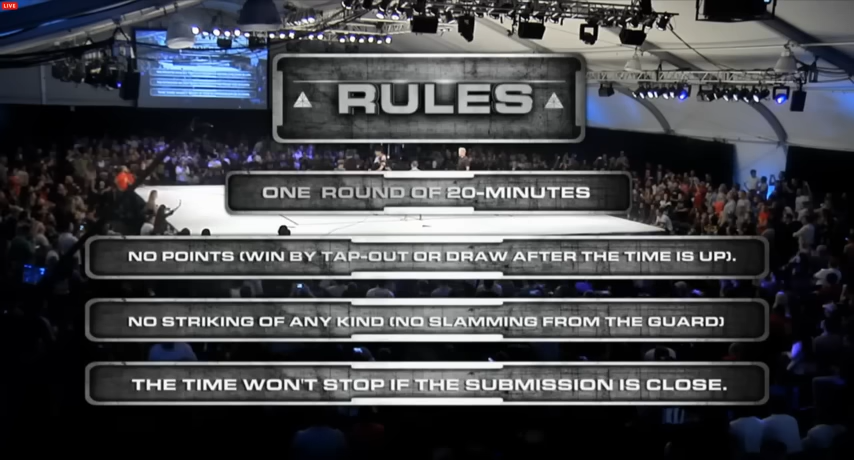 LIVE
RULES
ONE ROUND OF 20-MINUTES
NO POINTS (WIN BY TAP-OUT OR DRAW AFTER THE TIME IS UP).
NO STRIKING OF ANY KIND (NO SLAMMING FROM THE GUARD)
THE TIME WON'T STOP IF THE SUBMISSION IS CLOSE.